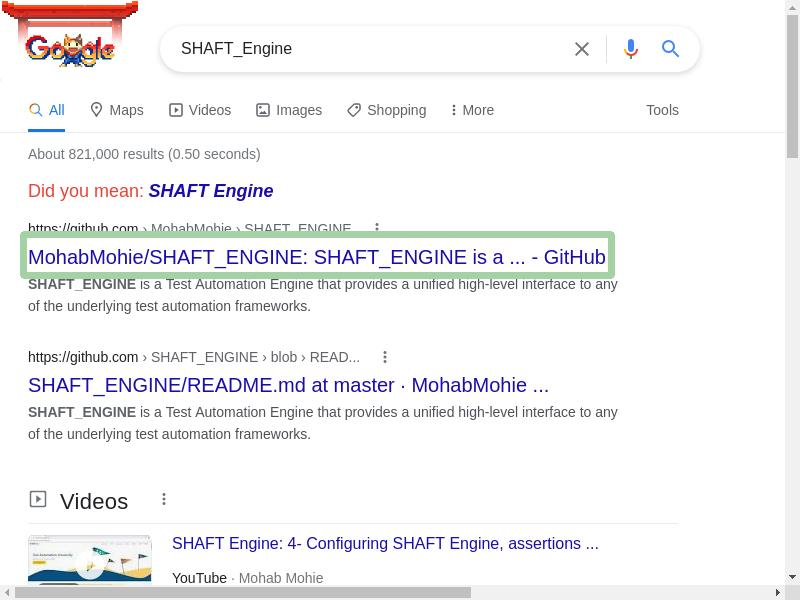 Google
SHAFT_Engine
All Maps Videos Images Shopping More Tools
About 821,000 results (0.50 seconds)
Did you mean: SHAFT Engine
https://github.com › MohabMohie › SHAFT_ENGINE
MohabMohie/SHAFT_ENGINE: SHAFT_ENGINE is a ... - GitHub
SHAFT_ENGINE is a Test Automation Engine that provides a unified high-level interface to any
of the underlying test automation frameworks.
https://github.com › SHAFT_ENGINE › blob › READ...
SHAFT_ENGINE/README.md at master · MohabMohie ...
SHAFT_ENGINE is a Test Automation Engine that provides a unified high-level interface to any
of the underlying test automation frameworks.
Videos
SHAFT Engine: 4- Configuring SHAFT Engine, assertions ...
YouTube · Mohab Mohie